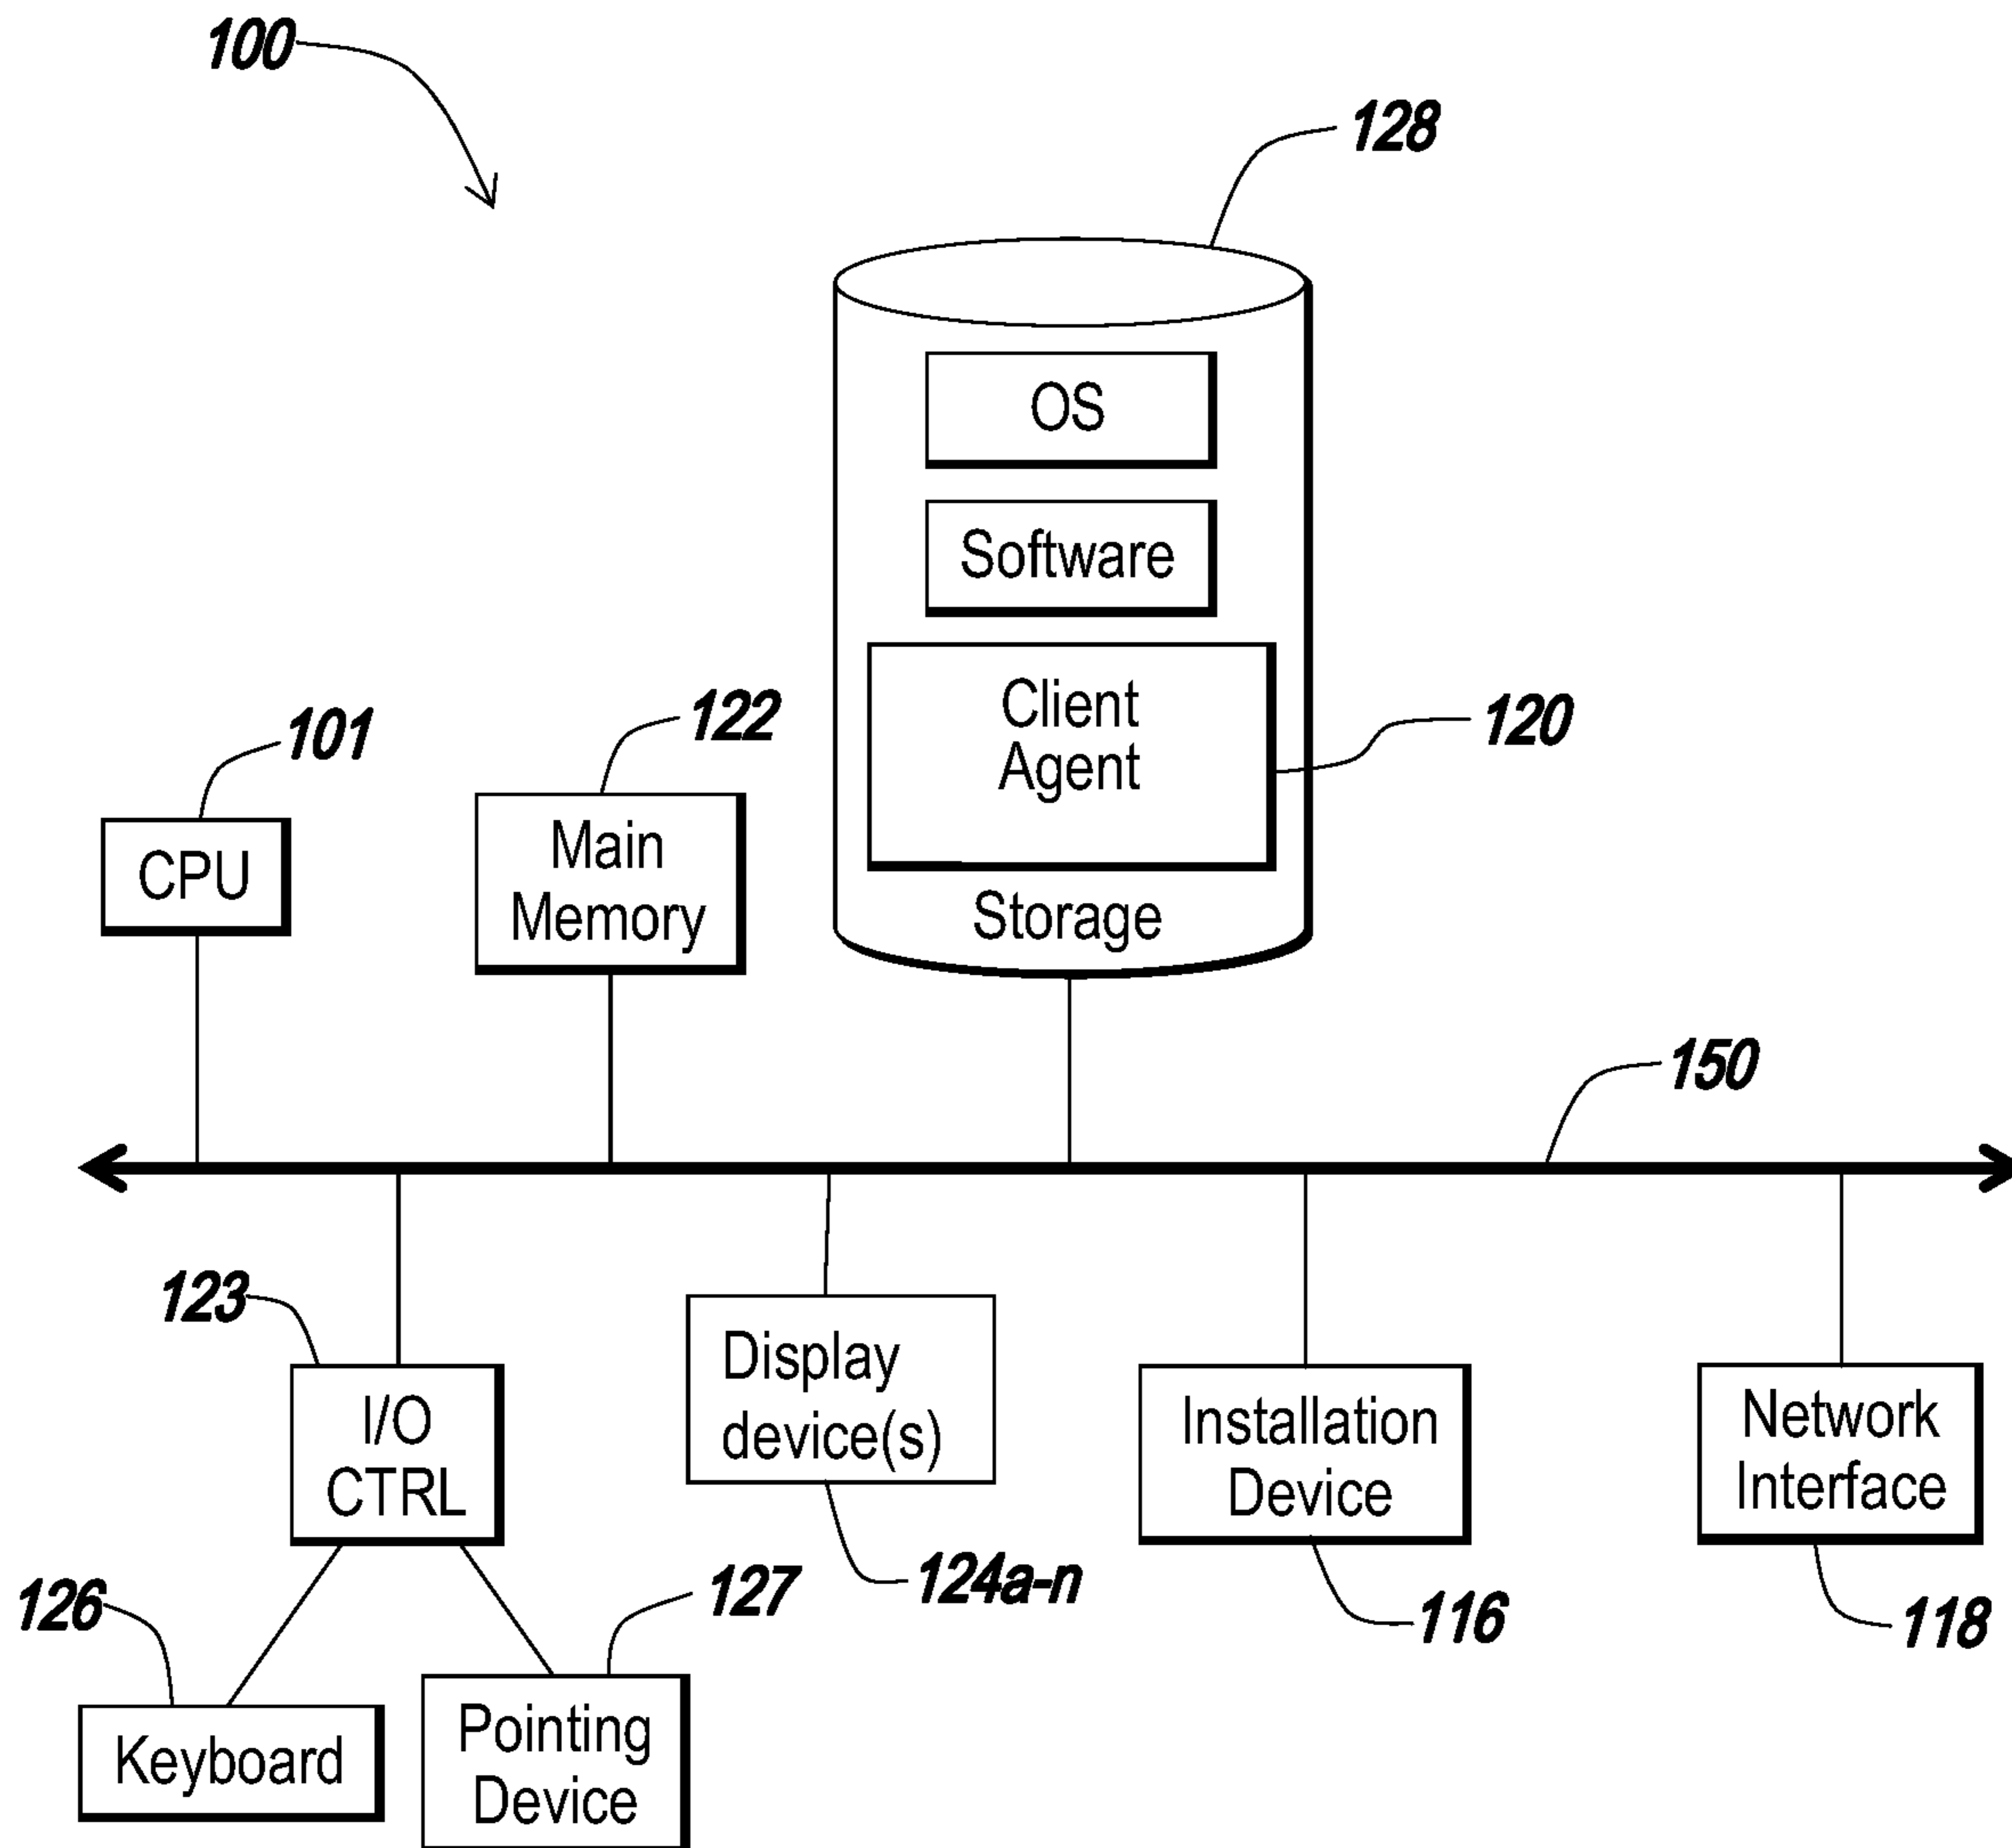 100
128
OS
Software
Client
Agent
120
Storage
101
CPU
122
Main
Memory
150
123
I/O
CTRL
Display
device(s)
124a-n
Installation
Device
116
Network
Interface
118
126
Keyboard
127
Pointing
Device